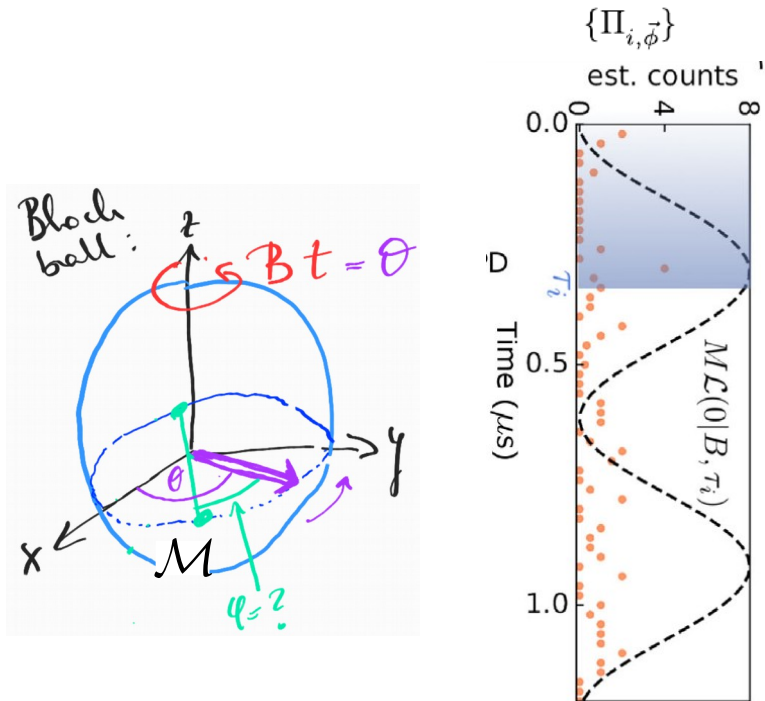 Bloch
ball:
z
B t = θ
y
θ
x
M
φ=?
{Π_{i,φ⃗}}
est. counts '
0 4 8
0.0
0.5
1.0
τ_i
Time (μs)
Mℒ(0|B, τ_i)